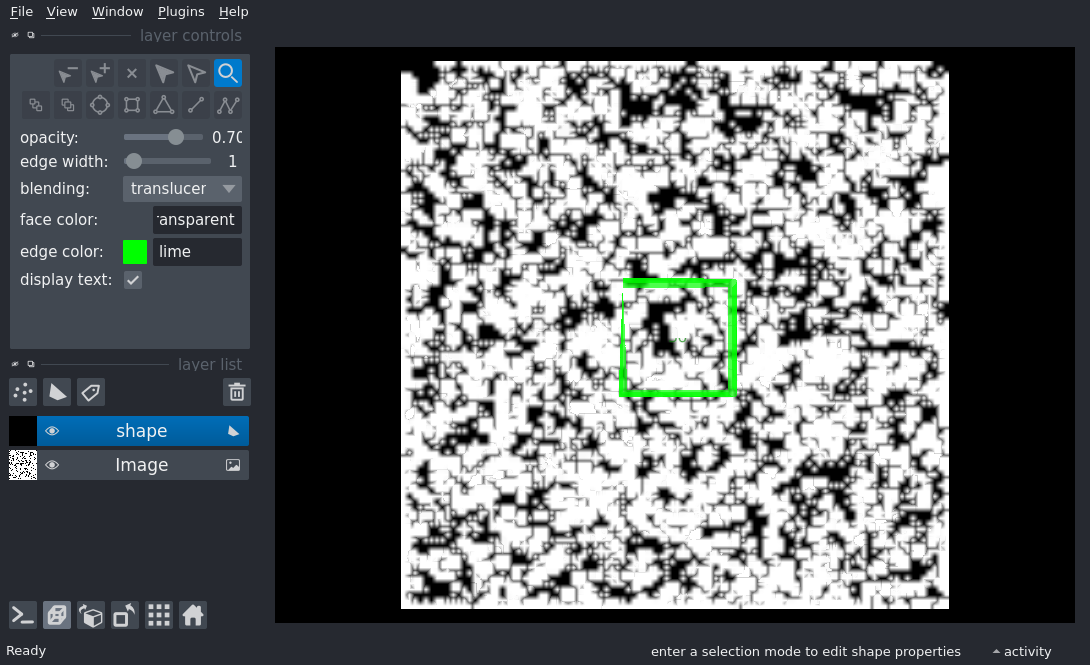 File View Window Plugins Help
layer controls
opacity: 0.70
edge width: 1
blending: translucer
face color: ransparent
edge color: lime
display text:
layer list
shape
Image
Ready
enter a selection mode to edit shape properties
activity